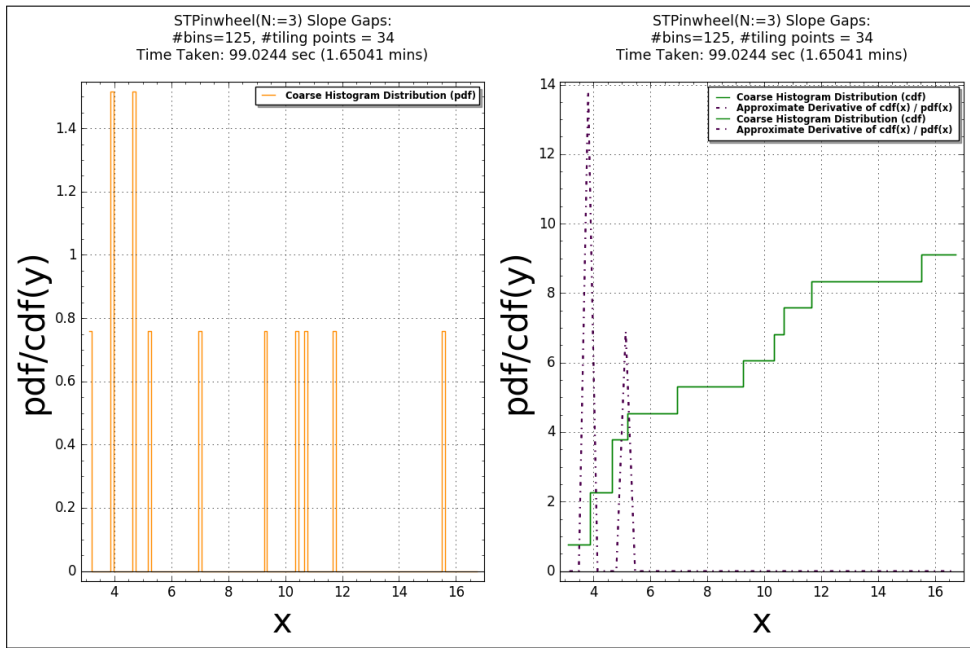 STPinwheel(N:=3) Slope Gaps:
#bins=125, #tiling points = 34
Time Taken: 99.0244 sec (1.65041 mins)
Coarse Histogram Distribution (pdf)
pdf/cdf(y)
1.4
1.2
1
0.8
0.6
0.4
0.2
0
4 6 8 10 12 14 16
x
STPinwheel(N:=3) Slope Gaps:
#bins=125, #tiling points = 34
Time Taken: 99.0244 sec (1.65041 mins)
Coarse Histogram Distribution (cdf)
Approximate Derivative of cdf(x) / pdf(x)
Coarse Histogram Distribution (cdf)
Approximate Derivative of cdf(x) / pdf(x)
pdf/cdf(y)
14
12
10
8
6
4
2
0
4 6 8 10 12 14 16
x